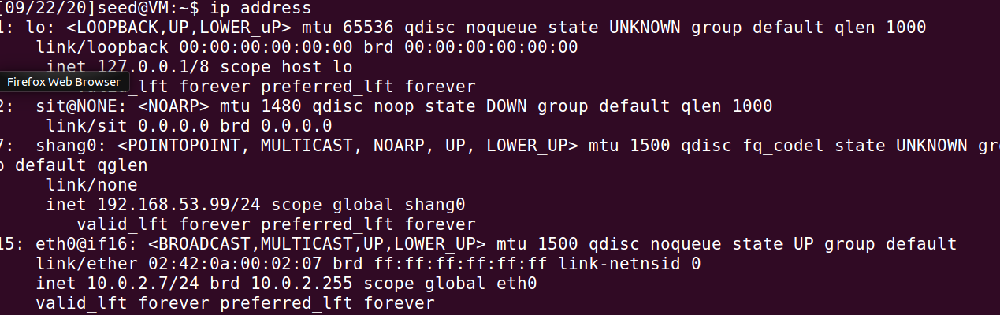 [09/22/20]seed@VM:~$ ip address
1: lo: <LOOPBACK,UP,LOWER_uP> mtu 65536 qdisc noqueue state UNKNOWN group default qlen 1000
link/loopback 00:00:00:00:00:00 brd 00:00:00:00:00:00
inet 127.0.0.1/8 scope host lo
Firefox Web Browser
valid_lft forever preferred_lft forever
2: sit@NONE: <NOARP> mtu 1480 qdisc noop state DOWN group default qlen 1000
link/sit 0.0.0.0 brd 0.0.0.0
7: shang0: <POINTOPOINT, MULTICAST, NOARP, UP, LOWER_UP> mtu 1500 qdisc fq_codel state UNKNOWN gro
p default qglen
link/none
inet 192.168.53.99/24 scope global shang0
valid_lft forever preferred_lft forever
15: eth0@if16: <BROADCAST,MULTICAST,UP,LOWER_UP> mtu 1500 qdisc noqueue state UP group default
link/ether 02:42:0a:00:02:07 brd ff:ff:ff:ff:ff:ff link-netnsid 0
inet 10.0.2.7/24 brd 10.0.2.255 scope global eth0
valid_lft forever preferred_lft forever